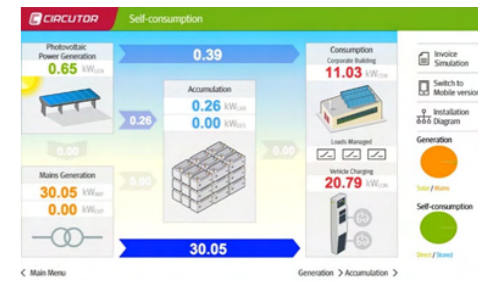 CIRCUTOR
Self-consumption
Photovoltaic
Power Generation
0.65 kW
0.39
Consumption
Corporate Building
11.03 kW
Invoice
Simulation
Accumulation
0.26 kW
0.00 kW
0.26
Switch to
Mobile version
Installation
Diagram
Loads Managed
Generation
0.00
0.00
0.00
Mains Generation
30.05 kW
0.00 kW
Vehicle Charging
20.79 kW
Solar / Mains
Self-consumption
30.05
Direct / Stored
< Main Menu
Generation > Accumulation >